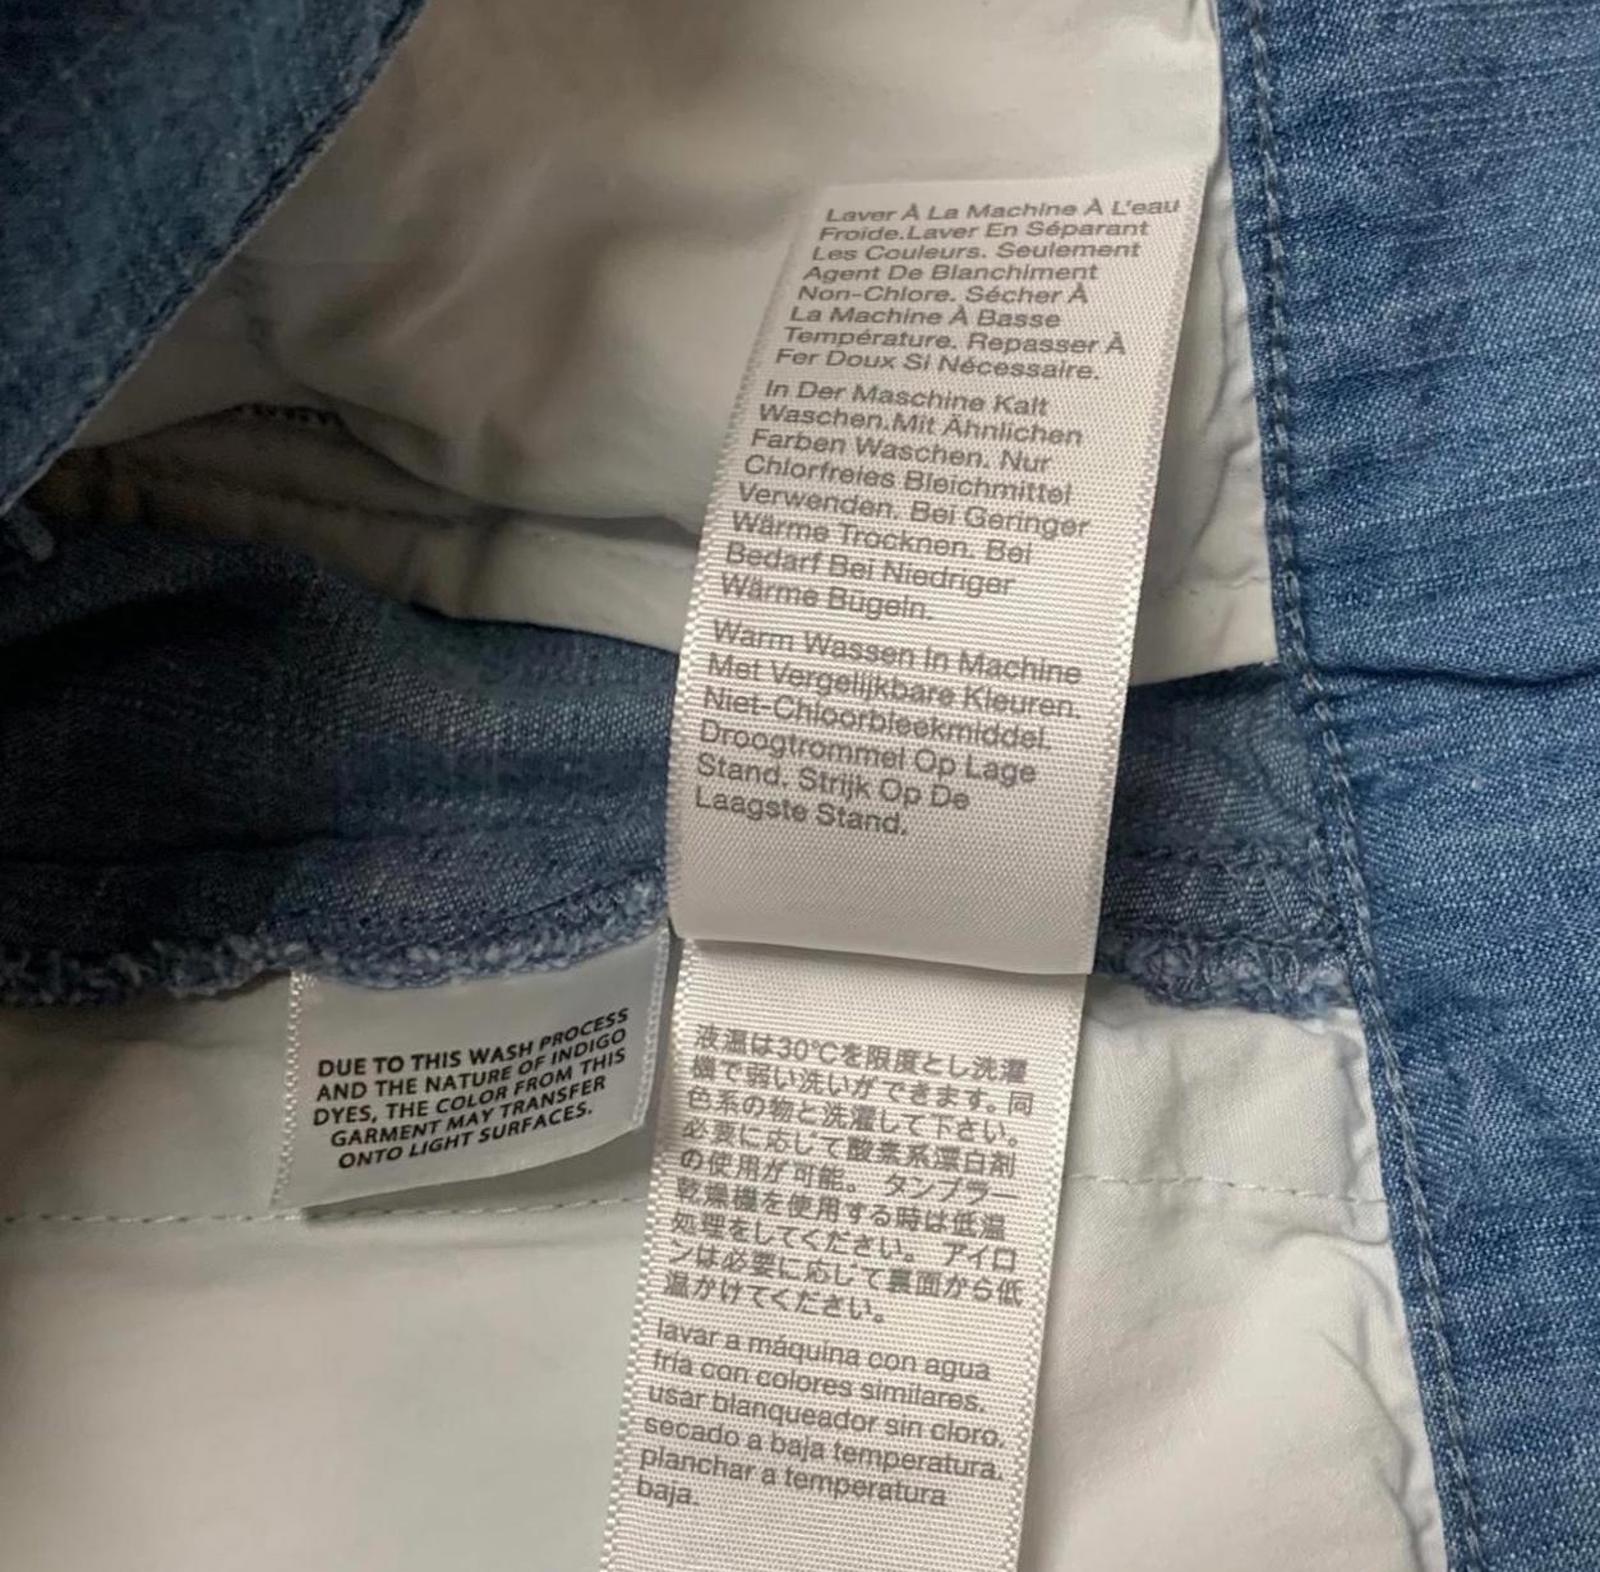 Laver À La Machine À L'eau
Froide.Laver En Séparant
Les Couleurs. Seulement
Agent De Blanchiment
Non-Chlore. Sécher À
La Machine À Basse
Température. Repasser À
Fer Doux Si Nécessaire.
In Der Maschine Kalt
Waschen.Mit Ähnlichen
Farben Waschen. Nur
Chlorfreies Bleichmittel
Verwenden. Bei Geringer
Wärme Trocknen. Bei
Bedarf Bei Niedriger
Wärme Bugeln.
Warm Wassen In Machine
Met Vergelijkbare Kleuren.
Niet-Chloorbleekmiddel.
Droogtrommel Op Lage
Stand. Strijk Op De
Laagste Stand.
DUE TO THIS WASH PROCESS
AND THE NATURE OF INDIGO
DYES, THE COLOR FROM THIS
GARMENT MAY TRANSFER
ONTO LIGHT SURFACES.
液温は30℃を限度とし洗濯
機で弱い洗いができます。同
色系の物と洗濯して下さい。
必要に応じて酸素系漂白剤
の使用が可能。 タンブラー
乾燥機を使用する時は低温
処理をしてください。 アイロ
ンは必要に応じて裏面から低
温かけてください。
lavar a máquina con agua
fría con colores similares.
usar blanqueador sin cloro.
secado a baja temperatura.
planchar a temperatura
baja.